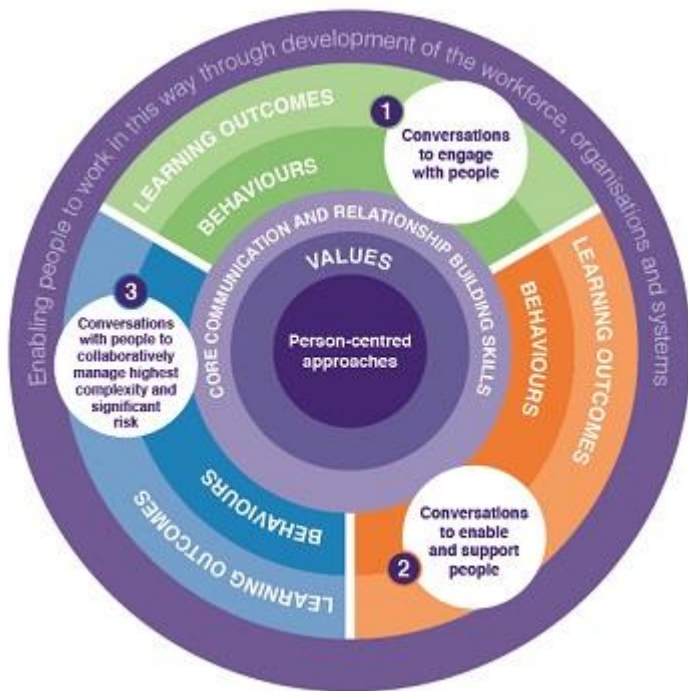 Enabling people to work in this way through development of the workforce, organisations and systems
LEARNING OUTCOMES
BEHAVIOURS
1
Conversations
to engage
with people
CORE COMMUNICATION AND RELATIONSHIP BUILDING SKILLS
VALUES
Person-centred
approaches
LEARNING OUTCOMES
BEHAVIOURS
2
Conversations
to enable
and support
people
3
Conversations
with people to
collaboratively
manage highest
complexity and
significant
risk
BEHAVIOURS
LEARNING OUTCOMES